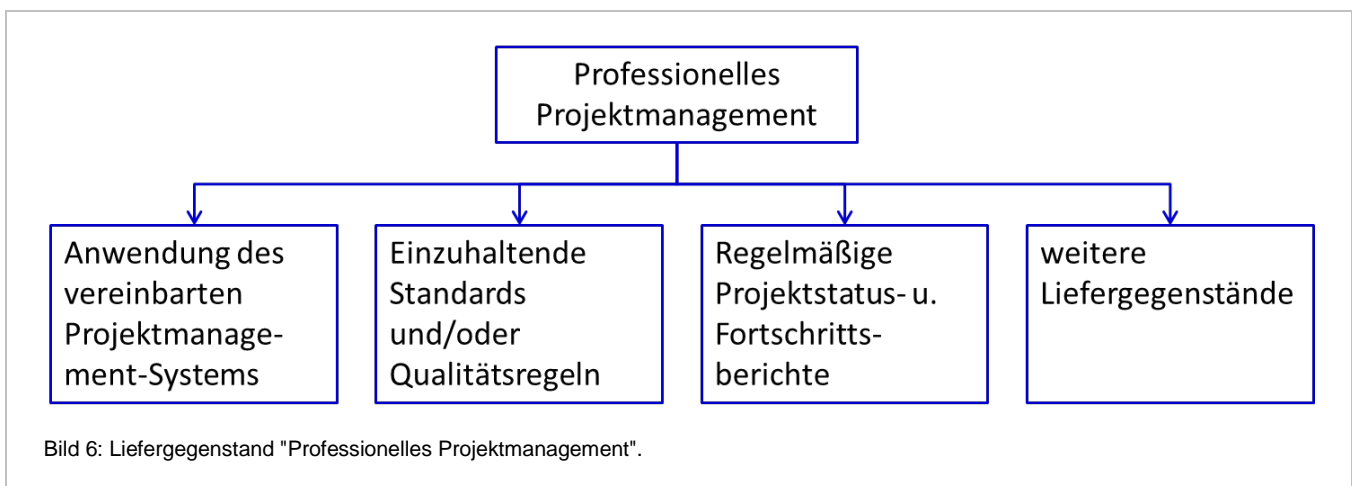 Professionelles
Projektmanagement
Anwendung des
vereinbarten
Projektmanage-
ment-Systems
Einzuhaltende
Standards
und/oder
Qualitätsregeln
Regelmäßige
Projektstatus- u.
Fortschritts-
berichte
weitere
Liefergegenstände
Bild 6: Liefergegenstand "Professionelles Projektmanagement".